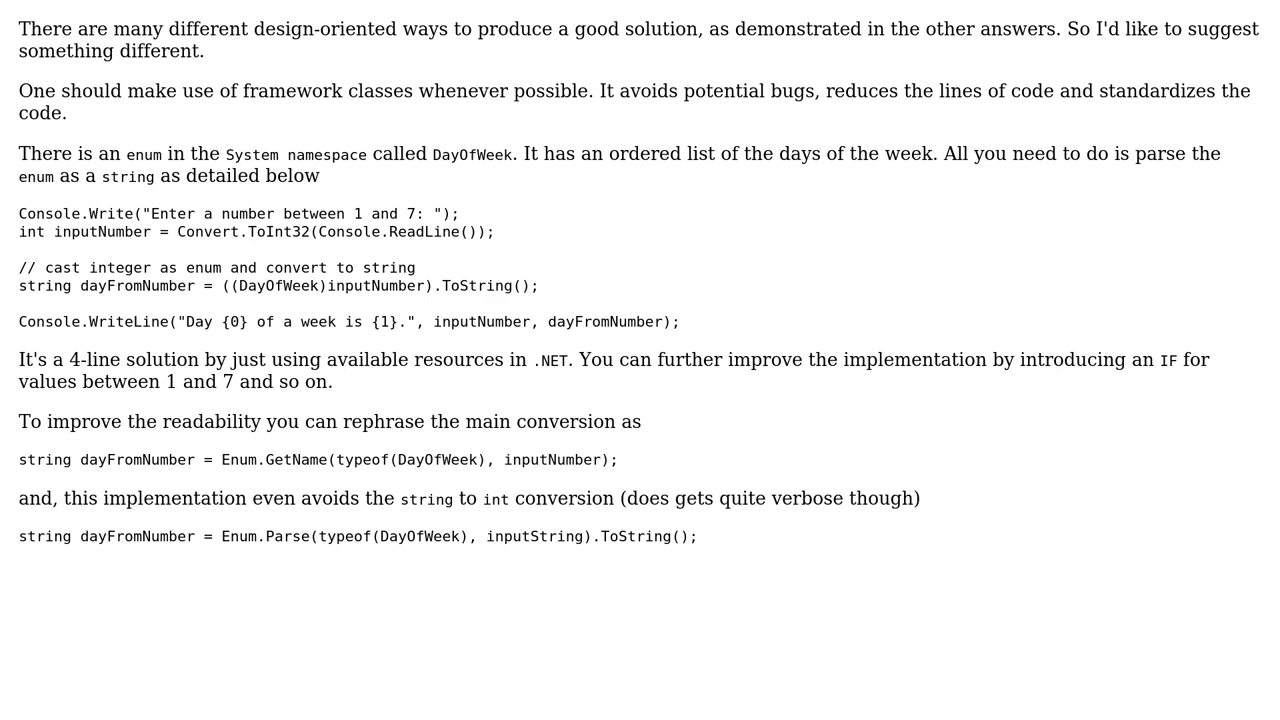 There are many different design-oriented ways to produce a good solution, as demonstrated in the other answers. So I'd like to suggest
something different.
One should make use of framework classes whenever possible. It avoids potential bugs, reduces the lines of code and standardizes the
code.
There is an enum in the System namespace called DayOfWeek. It has an ordered list of the days of the week. All you need to do is parse the
enum as a string as detailed below
Console.Write("Enter a number between 1 and 7: ");
int inputNumber = Convert.ToInt32(Console.ReadLine());
// cast integer as enum and convert to string
string dayFromNumber = ((DayOfWeek)inputNumber).ToString();
Console.WriteLine("Day {0} of a week is {1}.", inputNumber, dayFromNumber);
It's a 4-line solution by just using available resources in .NET. You can further improve the implementation by introducing an IF for
values between 1 and 7 and so on.
To improve the readability you can rephrase the main conversion as
string dayFromNumber = Enum.GetName(typeof(DayOfWeek), inputNumber);
and, this implementation even avoids the string to int conversion (does gets quite verbose though)
string dayFromNumber = Enum.Parse(typeof(DayOfWeek), inputString).ToString();